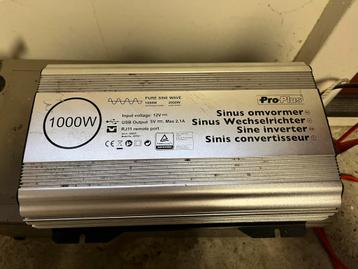 PURE SINE WAVE
1000W 2000W
Input voltage: 12V
USB Output 5V Max 2.1A
RJ11 remote port
1000W
ProPlus
Sinus omvormer
Sinus Wechselrichter
Sine inverter
Sinis convertisseur